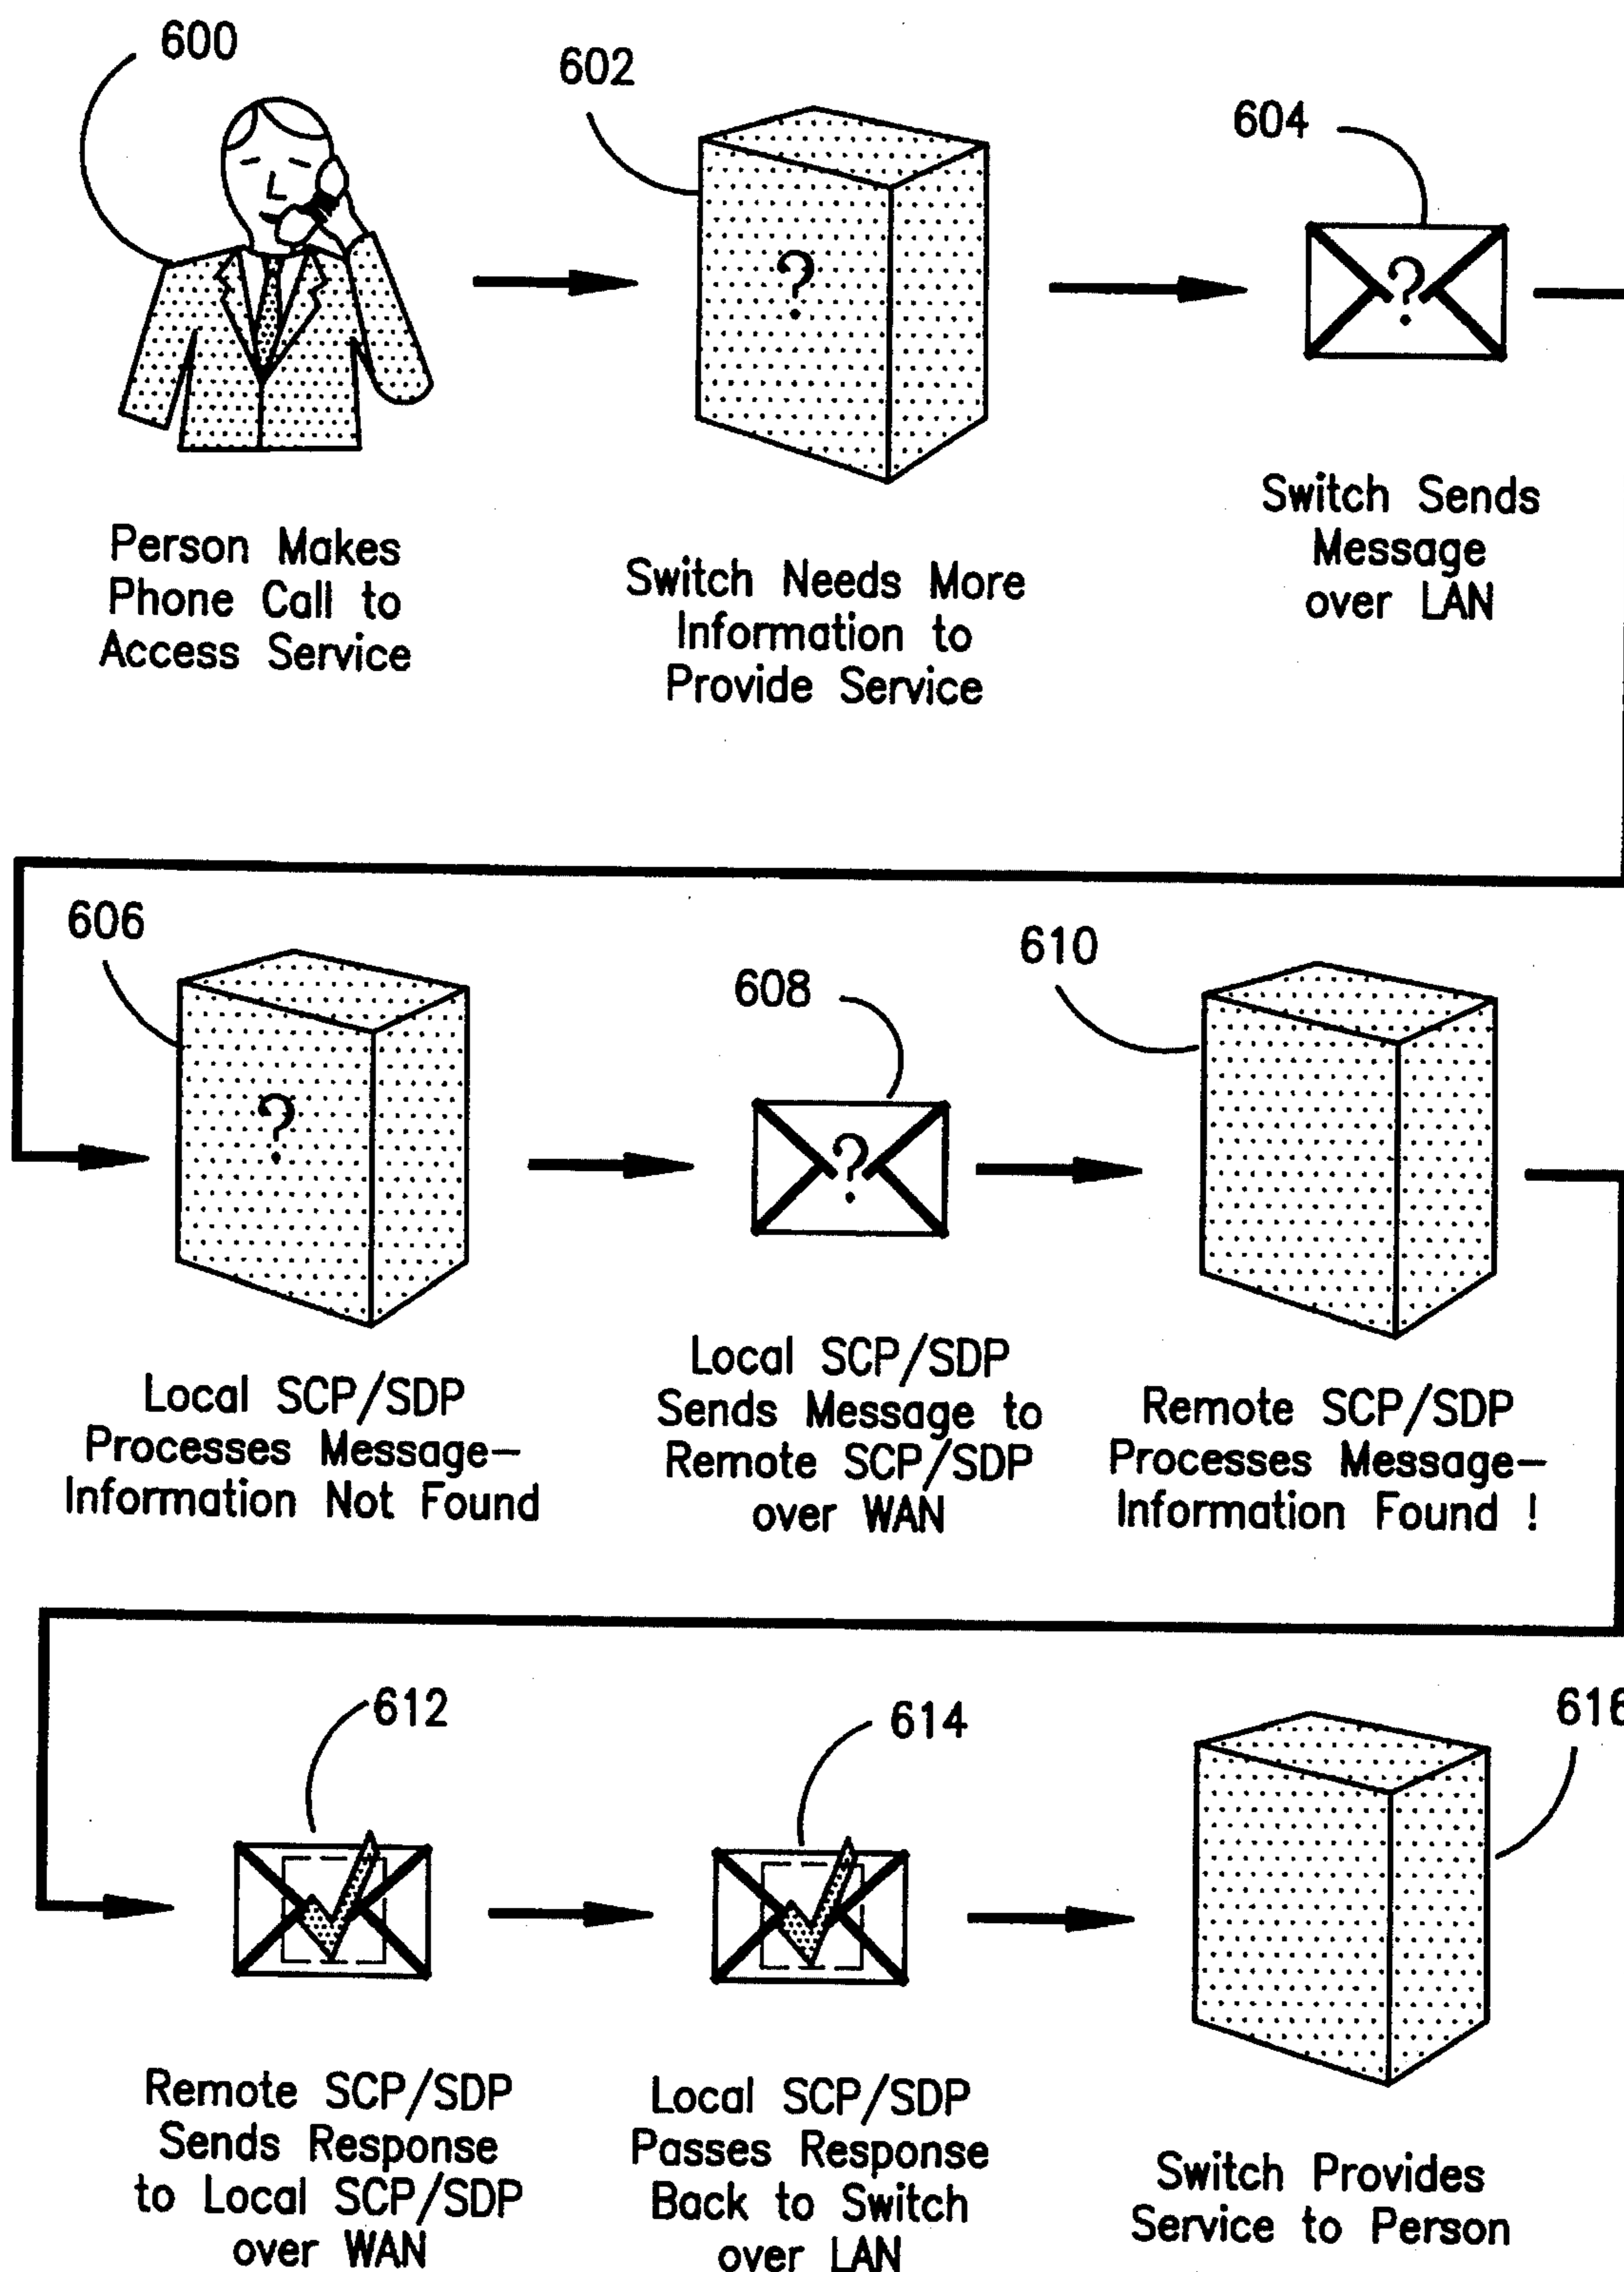 600
602
604
Person Makes
Phone Call to
Access Service
Switch Needs More
Information to
Provide Service
Switch Sends
Message
over LAN
?
?
606
608
610
?
?
Local SCP/SDP
Processes Message–
Information Not Found
Local SCP/SDP
Sends Message to
Remote SCP/SDP
over WAN
Remote SCP/SDP
Processes Message–
Information Found !
612
614
616
Remote SCP/SDP
Sends Response
to Local SCP/SDP
over WAN
Local SCP/SDP
Passes Response
Back to Switch
over LAN
Switch Provides
Service to Person